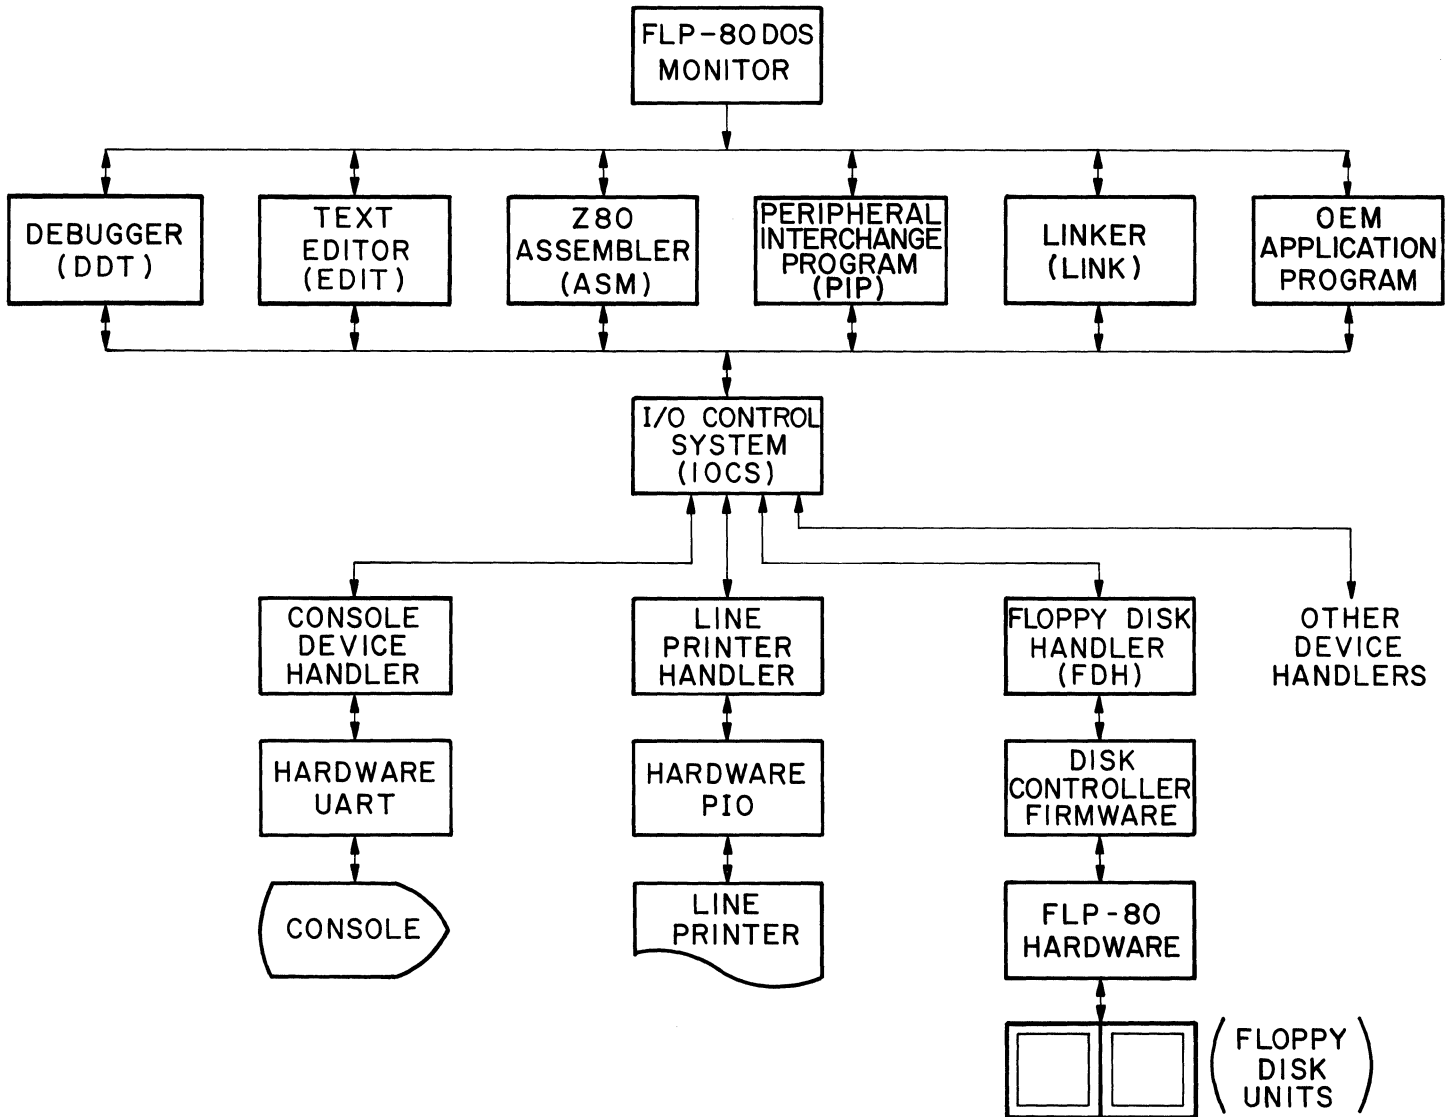 FLP-80 DOS
MONITOR
DEBUGGER
(DDT)
TEXT
EDITOR
(EDIT)
Z80
ASSEMBLER
(ASM)
PERIPHERAL
INTERCHANGE
PROGRAM
(PIP)
LINKER
(LINK)
OEM
APPLICATION
PROGRAM
I/O CONTROL
SYSTEM
(IOCS)
CONSOLE
DEVICE
HANDLER
LINE
PRINTER
HANDLER
FLOPPY DISK
HANDLER
(FDH)
OTHER
DEVICE
HANDLERS
HARDWARE
UART
HARDWARE
PIO
DISK
CONTROLLER
FIRMWARE
CONSOLE
LINE
PRINTER
FLP-80
HARDWARE
(FLOPPY
DISK
UNITS)